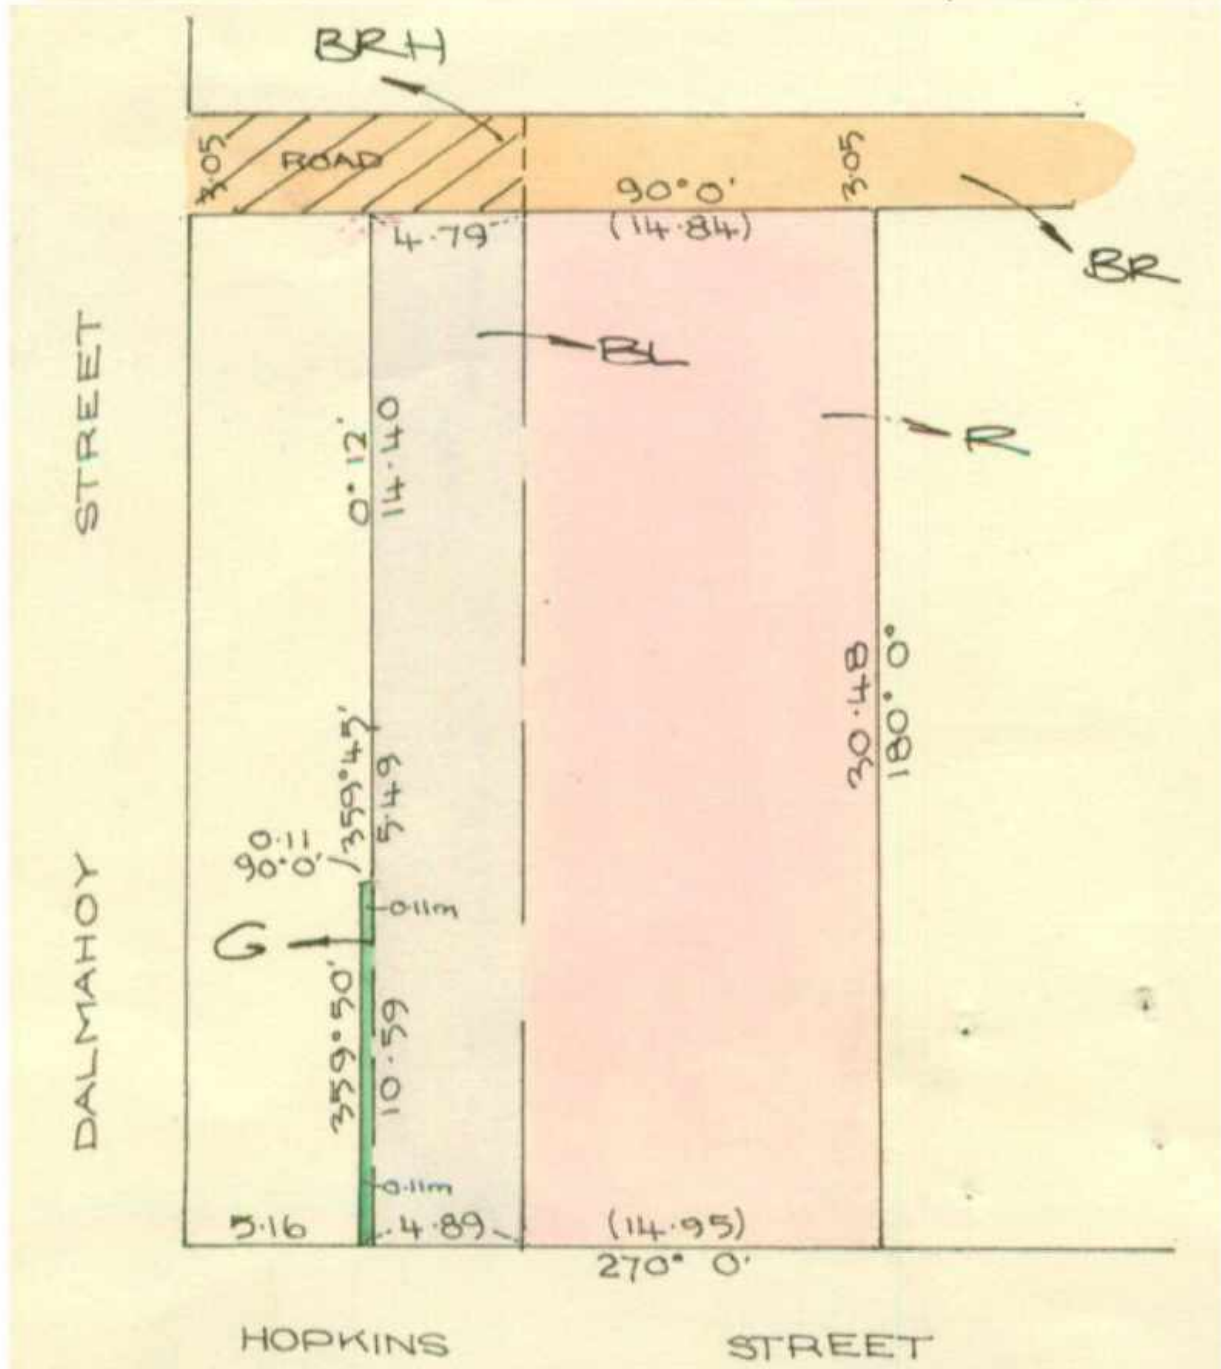 BRH
3.05
ROAD
90°0'
3.05
4.79
(14.84)
BR
BL
STREET
0° 12'
14.40
R
30.48
180° 0°
359°45'
5.49
0.11
90°0'
0.11m
G
DALMAHOY
359°50'
10.59
0.11m
5.16
4.89
(14.95)
270° 0'
HOPKINS STREET